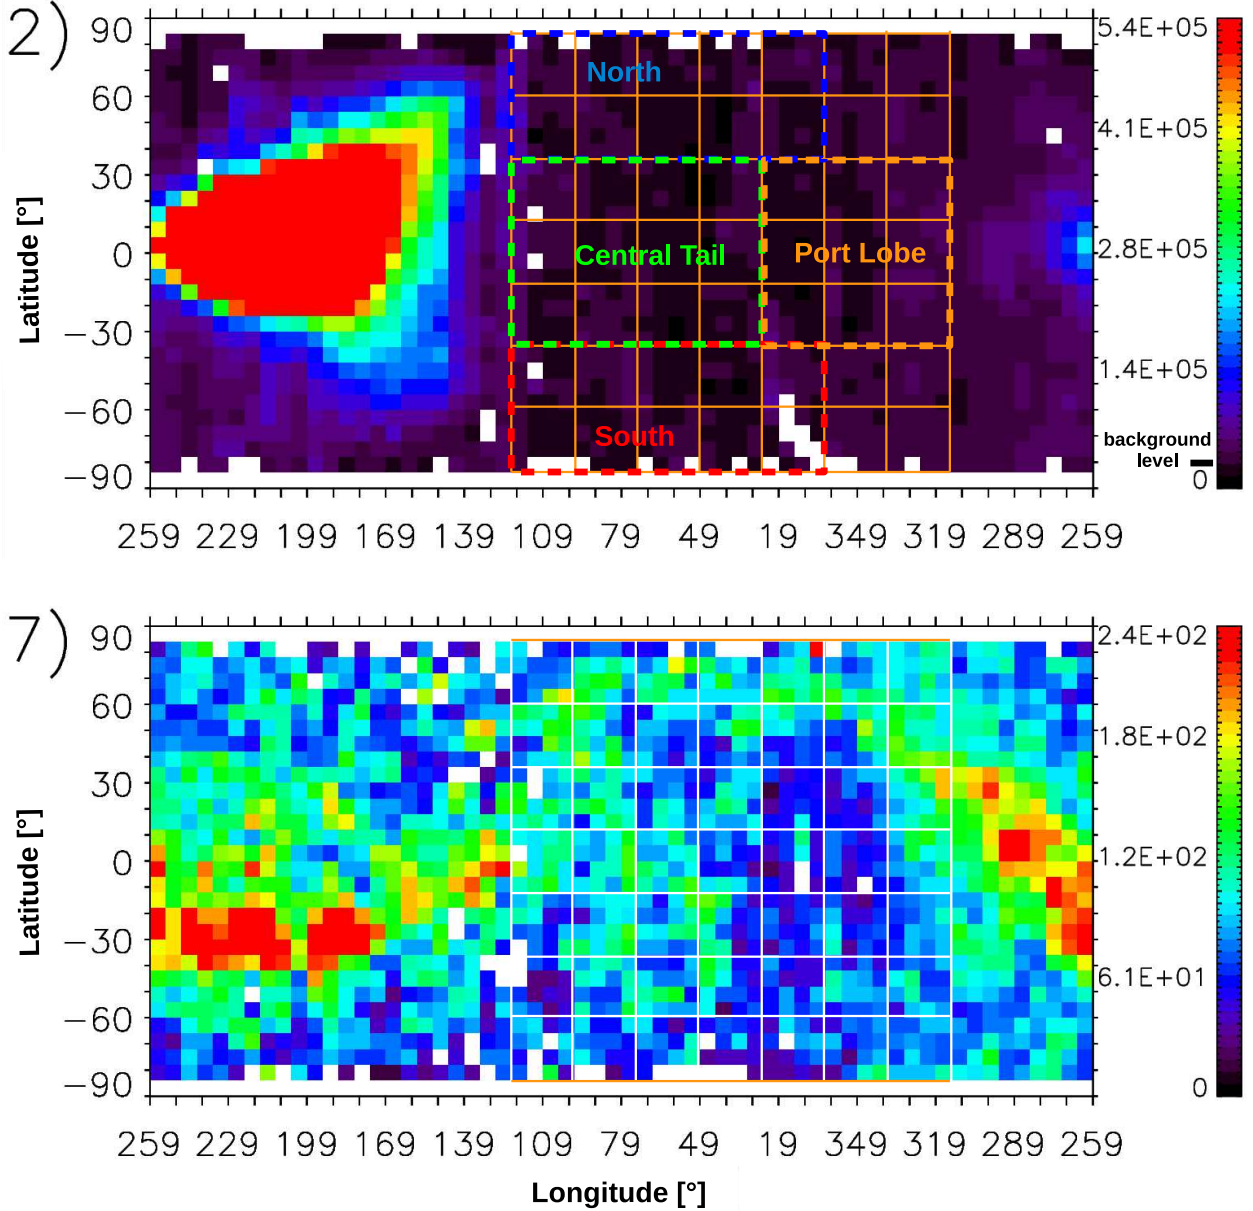 2)
90
60
30
0
−30
−60
−90
Latitude [°]
North
Central Tail
Port Lobe
South
5.4E+05
4.1E+05
2.8E+05
1.4E+05
background
level
0
259 229 199 169 139 109 79 49 19 349 319 289 259
7)
90
60
30
0
−30
−60
−90
Latitude [°]
2.4E+02
1.8E+02
1.2E+02
6.1E+01
0
259 229 199 169 139 109 79 49 19 349 319 289 259
Longitude [°]